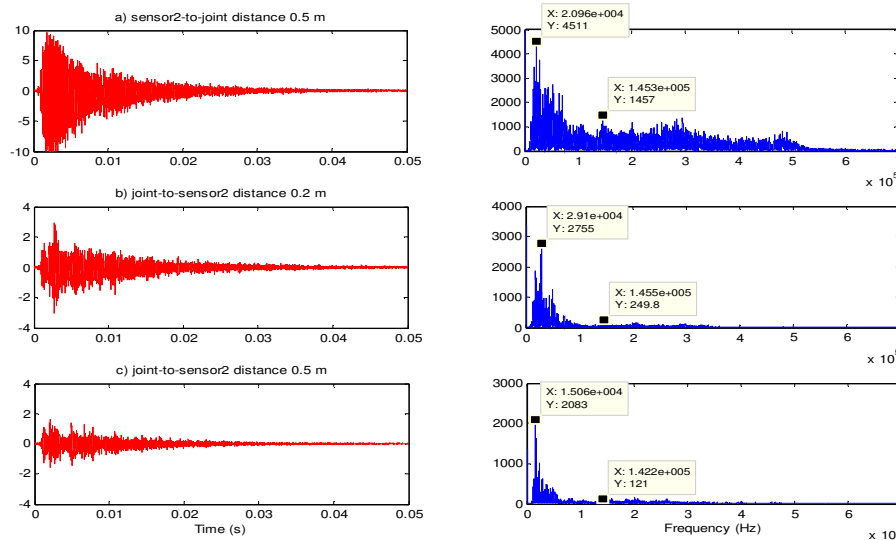 a) sensor2-to-joint distance 0.5 m
10
5
0
-5
-10
0 0.01 0.02 0.03 0.04 0.05
X: 2.096e+004
Y: 4511
X: 1.453e+005
Y: 1457
5000
4000
3000
2000
1000
0
0 1 2 3 4 5 6
x 10
b) joint-to-sensor2 distance 0.2 m
4
2
0
-2
-4
0 0.01 0.02 0.03 0.04 0.05
X: 2.91e+004
Y: 2755
X: 1.455e+005
Y: 249.8
4000
3000
2000
1000
0
0 1 2 3 4 5 6
x 10
c) joint-to-sensor2 distance 0.5 m
4
2
0
-2
-4
0 0.01 0.02 0.03 0.04 0.05
Time (s)
X: 1.506e+004
Y: 2083
X: 1.422e+005
Y: 121
3000
2000
1000
0
0 1 2 3 4 5 6
Frequency (Hz)
x 10